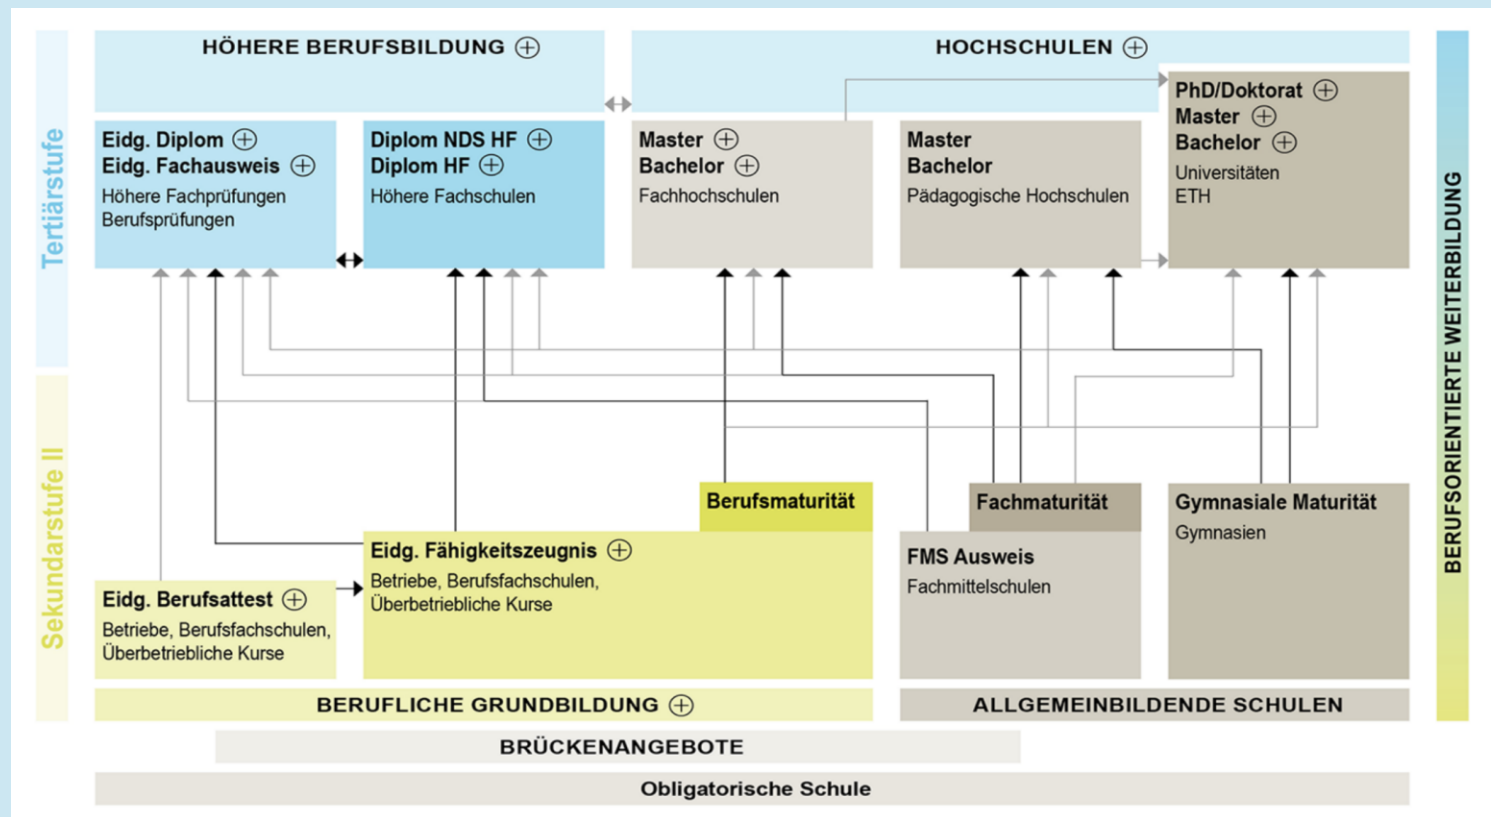 HÖHERE BERUFSBILDUNG
HOCHSCHULEN
Tertiärstufe
Eidg. Diplom
Eidg. Fachausweis
Höhere Fachprüfungen
Berufsprüfungen
Diplom NDS HF
Diplom HF
Höhere Fachschulen
Master
Bachelor
Fachhochschulen
Master
Bachelor
Pädagogische Hochschulen
PhD/Doktorat
Master
Bachelor
Universitäten
ETH
BERUFSORIENTIERTE WEITERBILDUNG
Sekundarstufe II
Eidg. Berufsattest
Betriebe, Berufsfachschulen,
Überbetriebliche Kurse
Eidg. Fähigkeitszeugnis
Betriebe, Berufsfachschulen,
Überbetriebliche Kurse
Berufsmaturität
Fachmaturität
FMS Ausweis
Fachmittelschulen
Gymnasiale Maturität
Gymnasien
BERUFLICHE GRUNDBILDUNG
ALLGEMEINBILDENDE SCHULEN
BRÜCKENANGEBOTE
Obligatorische Schule